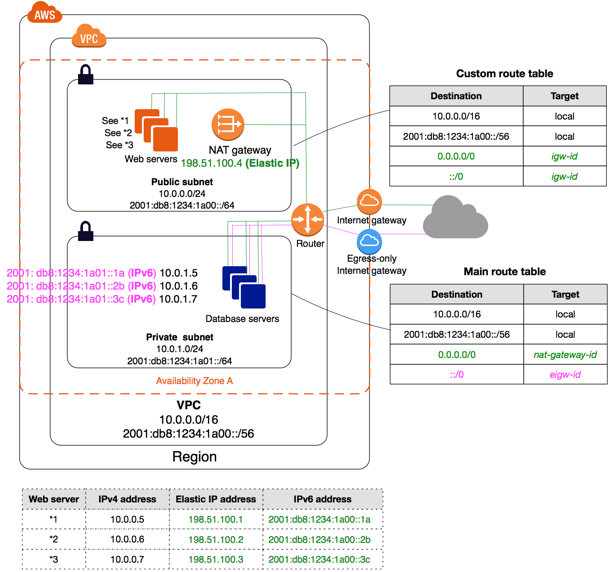 AWS
VPC
See *1
See *2
See *3
Web servers
NAT gateway
198.51.100.4 (Elastic IP)
Public subnet
10.0.0.0/24
2001:db8:1234:1a00::/64
Router
Internet gateway
Egress-only
Internet gateway
2001: db8:1234:1a01::1a (IPv6) 10.0.1.5
2001: db8:1234:1a01::2b (IPv6) 10.0.1.6
2001: db8:1234:1a01::3c (IPv6) 10.0.1.7
Database servers
Private subnet
10.0.1.0/24
2001:db8:1234:1a01::/64
Availability Zone A
VPC
10.0.0.0/16
2001:db8:1234:1a00::/56
Region
Custom route table
Destination Target
10.0.0.0/16 local
2001:db8:1234:1a00::/56 local
0.0.0.0/0 igw-id
::/0 igw-id
Main route table
Destination Target
10.0.0.0/16 local
2001:db8:1234:1a00::/56 local
0.0.0.0/0 nat-gateway-id
::/0 eigw-id
Web server IPv4 address Elastic IP address IPv6 address
*1 10.0.0.5 198.51.100.1 2001:db8:1234:1a00::1a
*2 10.0.0.6 198.51.100.2 2001:db8:1234:1a00::2b
*3 10.0.0.7 198.51.100.3 2001:db8:1234:1a00::3c